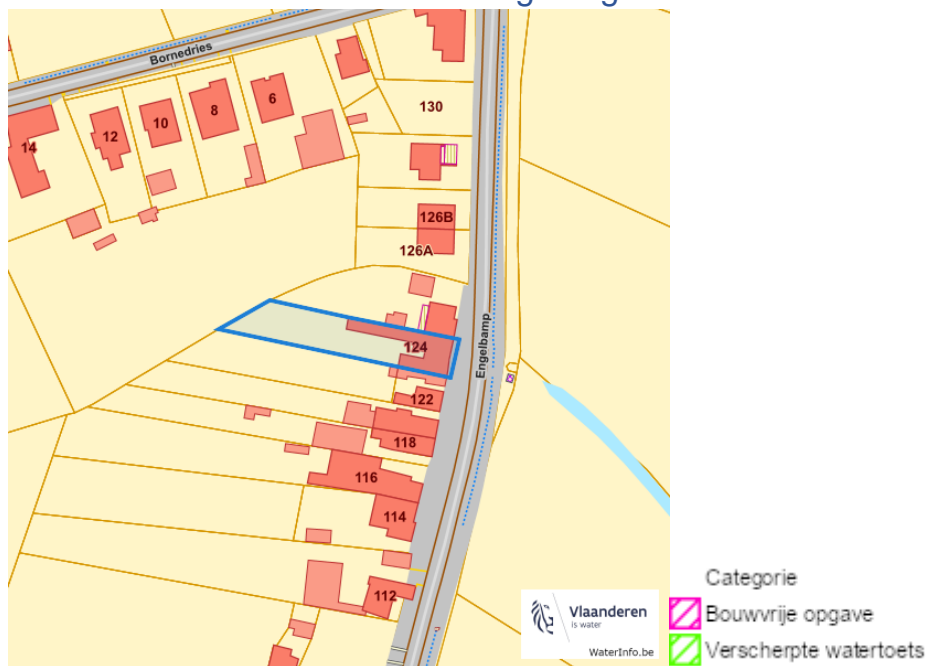 Bornedries
130
6
8
10
12
14
126B
126A
124
Engelbamp
122
118
116
114
112
Vlaanderen
is water
WaterInfo.be
Categorie
Bouwvrije opgave
Verscherpte watertoets